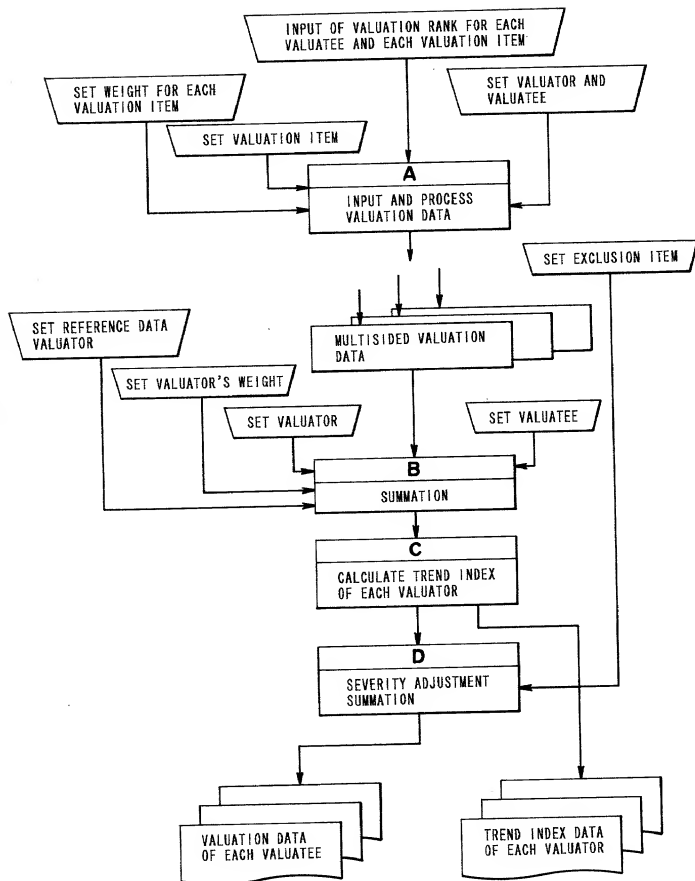 INPUT OF VALUATION RANK FOR EACH
VALUATEE AND EACH VALUATION ITEM
SET WEIGHT FOR EACH
VALUATION ITEM
SET VALUATOR AND
VALUATEE
SET VALUATION ITEM
A
INPUT AND PROCESS
VALUATION DATA
SET EXCLUSION ITEM
SET REFERENCE DATA
VALUATOR
MULTISIDED VALUATION
DATA
SET VALUATOR'S WEIGHT
SET VALUATOR
SET VALUATEE
B
SUMMATION
C
CALCULATE TREND INDEX
OF EACH VALUATOR
D
SEVERITY ADJUSTMENT
SUMMATION
VALUATION DATA
OF EACH VALUATEE
TREND INDEX DATA
OF EACH VALUATOR